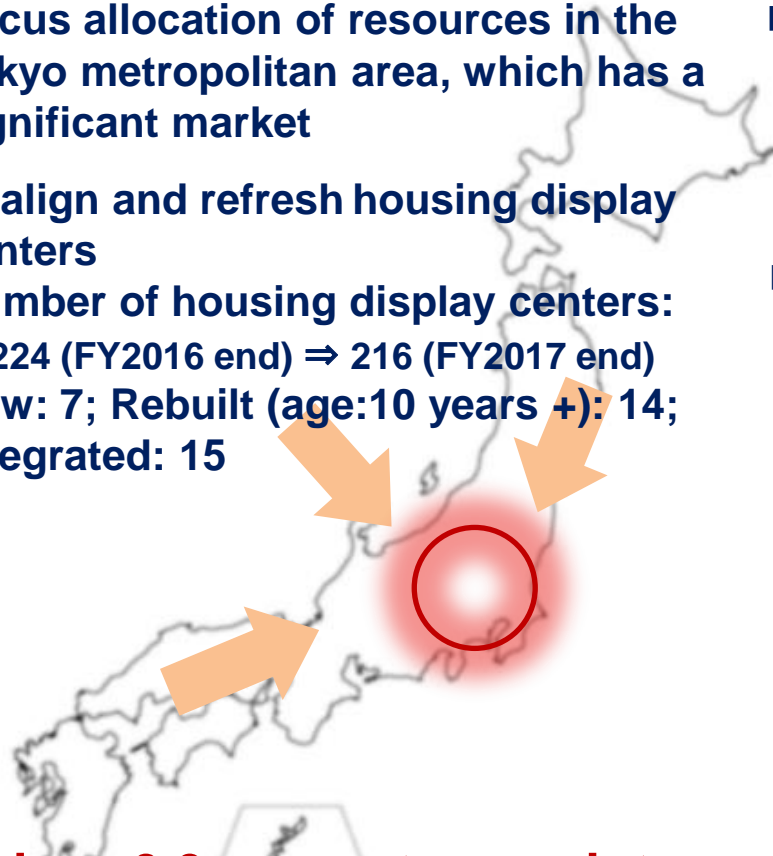 cus allocation of resources in the
kyo metropolitan area, which has a
gnificant market
align and refresh housing display
nters
mber of housing display centers:
224 (FY2016 end) ⇒ 216 (FY2017 end)
w: 7; Rebuilt (age:10 years +): 14;
egrated: 15